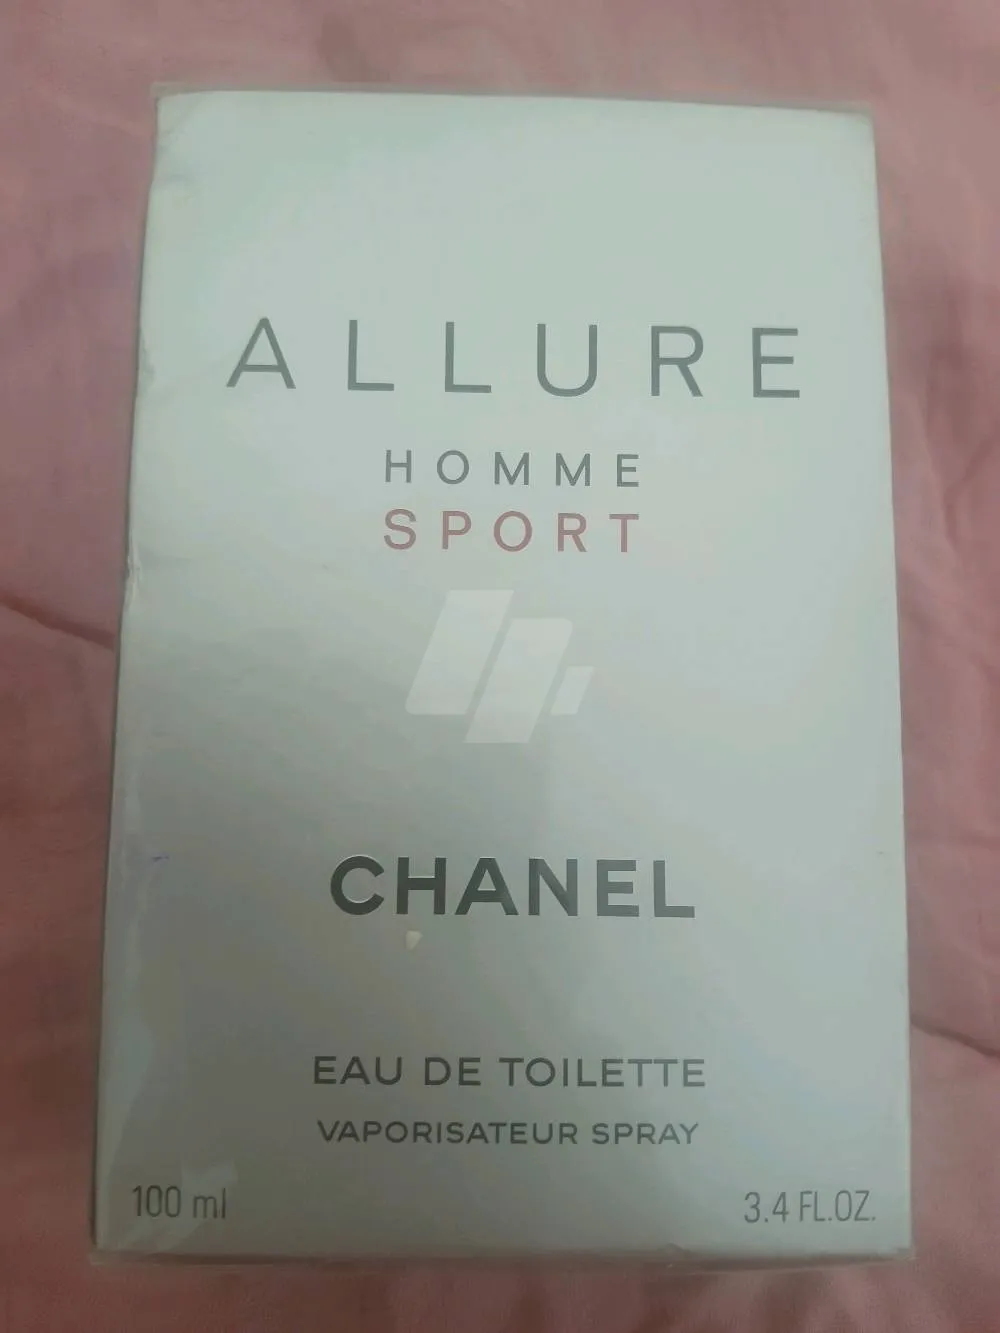 ALLURE
HOMME
SPORT
CHANEL
EAU DE TOILETTE
VAPORISATEUR SPRAY
100 ml 3.4 FL.OZ.